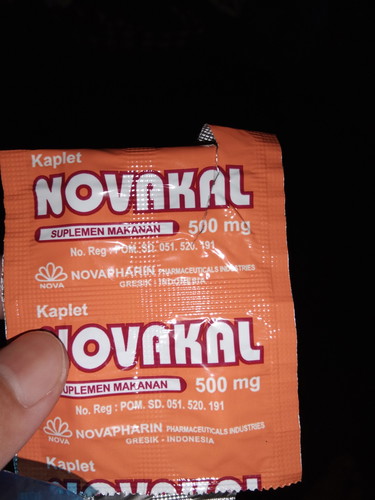 Kaplet
NOVAKAL
SUPLEMEN MAKANAN 500 mg
No. Reg : POM. SD. 051. 520. 191
NOVA NOVAPHARIN PHARMACEUTICALS INDUSTRIES
GRESIK - INDONESIA
Kaplet
NOVAKAL
SUPLEMEN MAKANAN 500 mg
No. Reg : POM. SD. 051. 520. 191
NOVA NOVAPHARIN PHARMACEUTICALS INDUSTRIES
GRESIK - INDONESIA
Kaplet
NOVAKAL